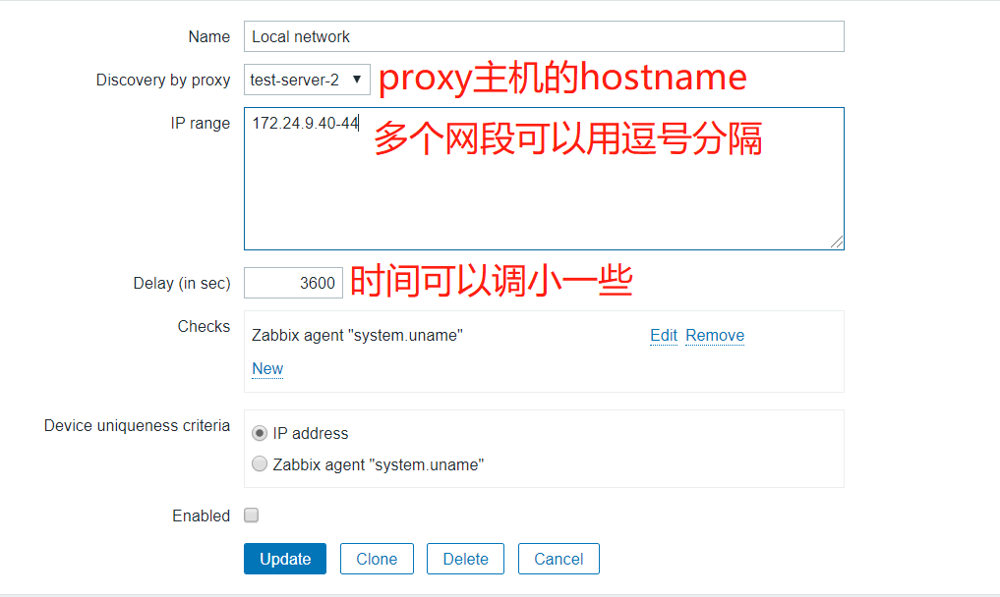 Name Local network
Discovery by proxy test-server-2 ▼ proxy主机的hostname
IP range 172.24.9.40-44 多个网段可以用逗号分隔
Delay (in sec) 3600 时间可以调小一些
Checks Zabbix agent "system.uname" Edit Remove
New
Device uniqueness criteria IP address
Zabbix agent "system.uname"
Enabled
Update Clone Delete Cancel